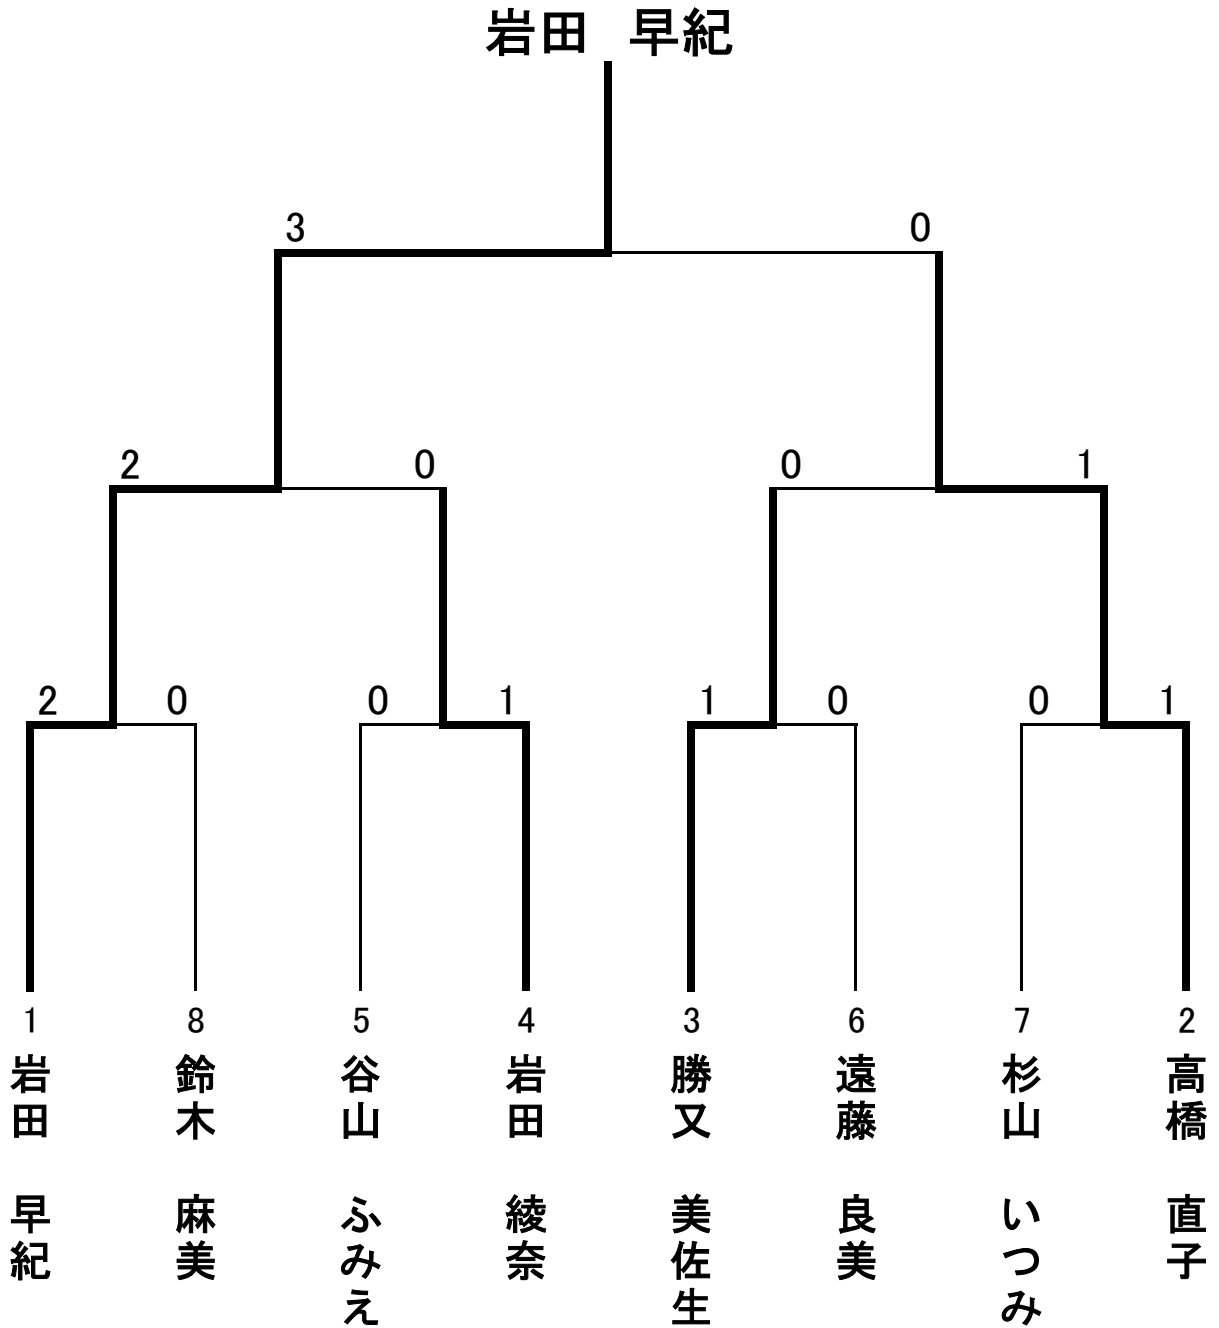 岩田　早紀
3 0
2 0 0 1
2 0 0 1 1 0 0 1
1 8 5 4 3 6 7 2
岩田　早紀
鈴木　麻美
谷山　ふみえ
岩田　綾奈
勝又　美佐生
遠藤　良美
杉山　いつみ
高橋　直子